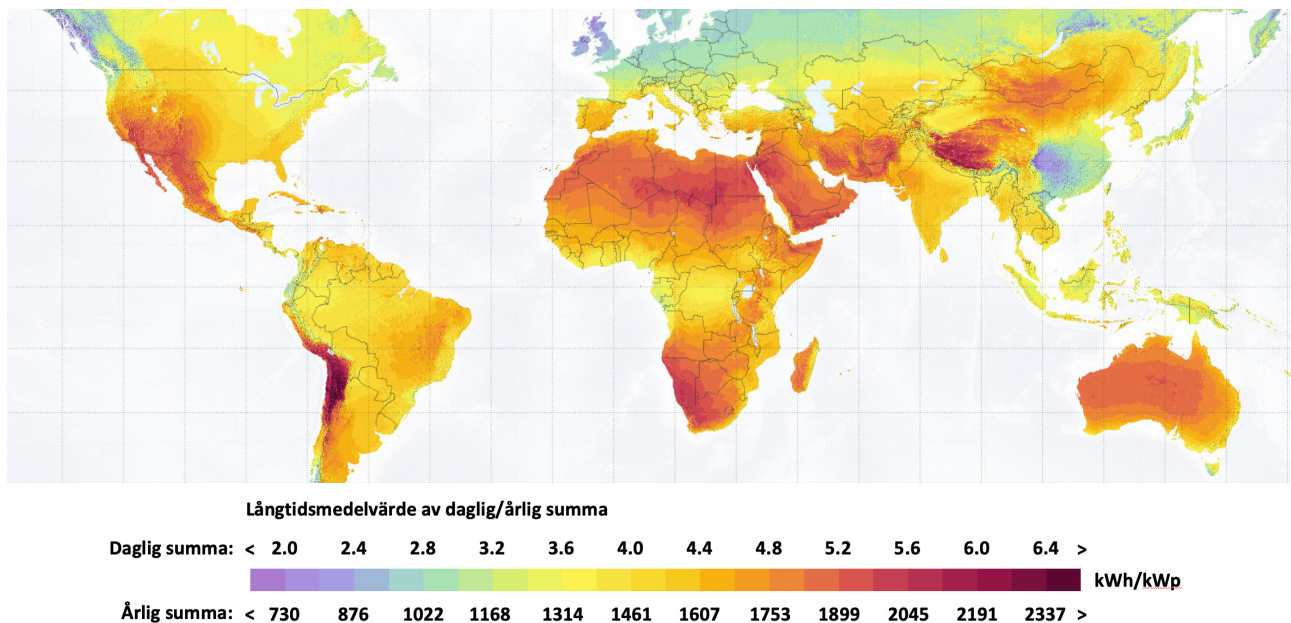 Långtidsmedelvärde av daglig/årlig summa
Daglig summa: < 2.0 2.4 2.8 3.2 3.6 4.0 4.4 4.8 5.2 5.6 6.0 6.4 >
kWh/kWp
Årlig summa: < 730 876 1022 1168 1314 1461 1607 1753 1899 2045 2191 2337 >